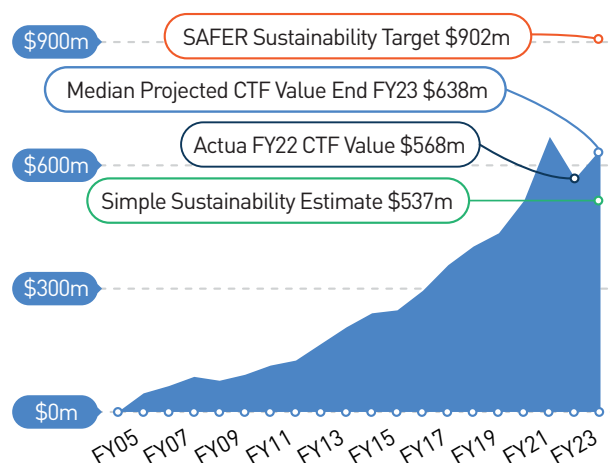 $900m
SAFER Sustainability Target $902m
Median Projected CTF Value End FY23 $638m
Actua FY22 CTF Value $568m
$600m
Simple Sustainability Estimate $537m
$300m
$0m
FY05 FY07 FY09 FY11 FY13 FY15 FY17 FY19 FY21 FY23